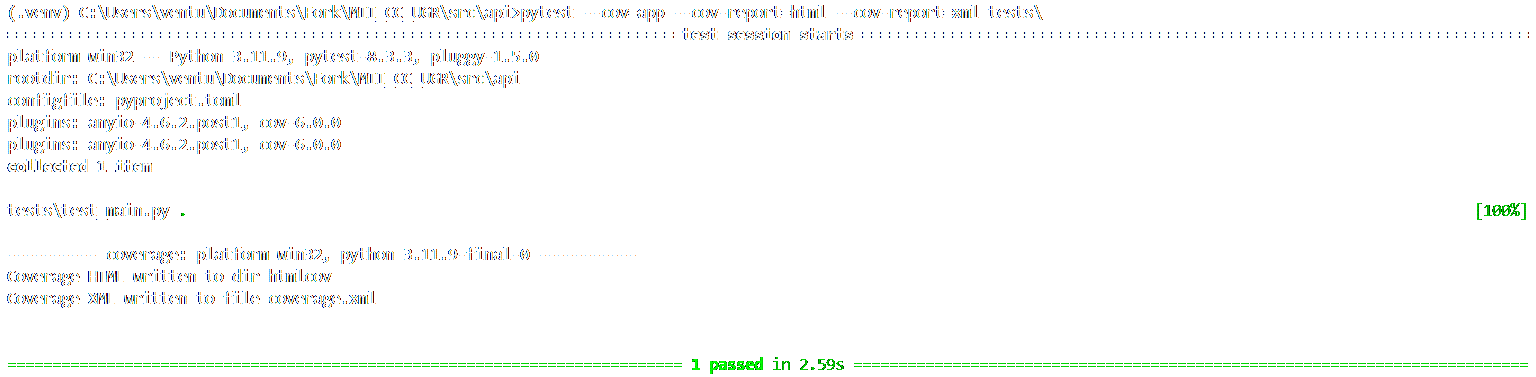 (.venv) C:\Users\ventu\Documents\Fork\MII_CC_UGR\src\api>pytest --cov=app --cov-report=html --cov-report=xml tests\
============================= test session starts =============================
platform win32 -- Python 3.11.9, pytest-8.3.3, pluggy-1.5.0
rootdir: C:\Users\ventu\Documents\Fork\MII_CC_UGR\src\api
configfile: pyproject.toml
plugins: anyio-4.6.2.post1, cov-6.0.0
plugins: anyio-4.6.2.post1, cov-6.0.0
collected 1 item
tests\test_main.py . [100%]
---------- coverage: platform win32, python 3.11.9-final-0 -----------
Coverage HTML written to dir htmlcov
Coverage XML written to file coverage.xml
============================= 1 passed in 2.59s =============================